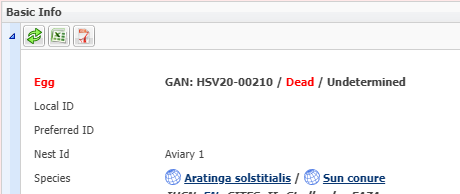 Basic Info
Egg GAN: HSV20-00210 / Dead / Undetermined
Local ID
Preferred ID
Nest Id Aviary 1
Species Aratinga solstitialis / Sun conure